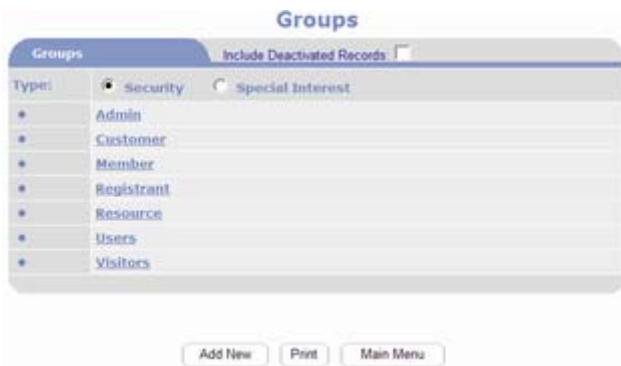 Groups
Groups Include Deactivated Records:
Type: Security Special Interest
Admin
Customer
Member
Registrant
Resource
Users
Visitors
Add New Print Main Menu